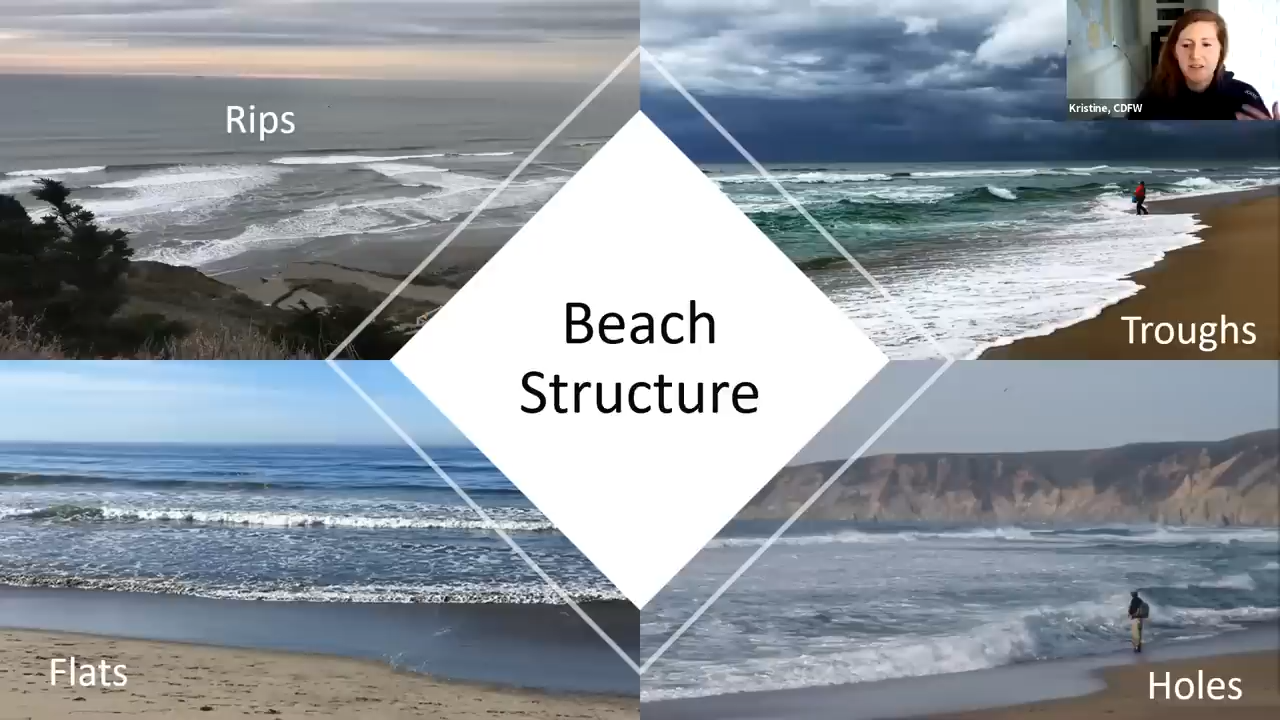 Rips
Kristine, CDFW
Troughs
Beach
Structure
Flats
Holes